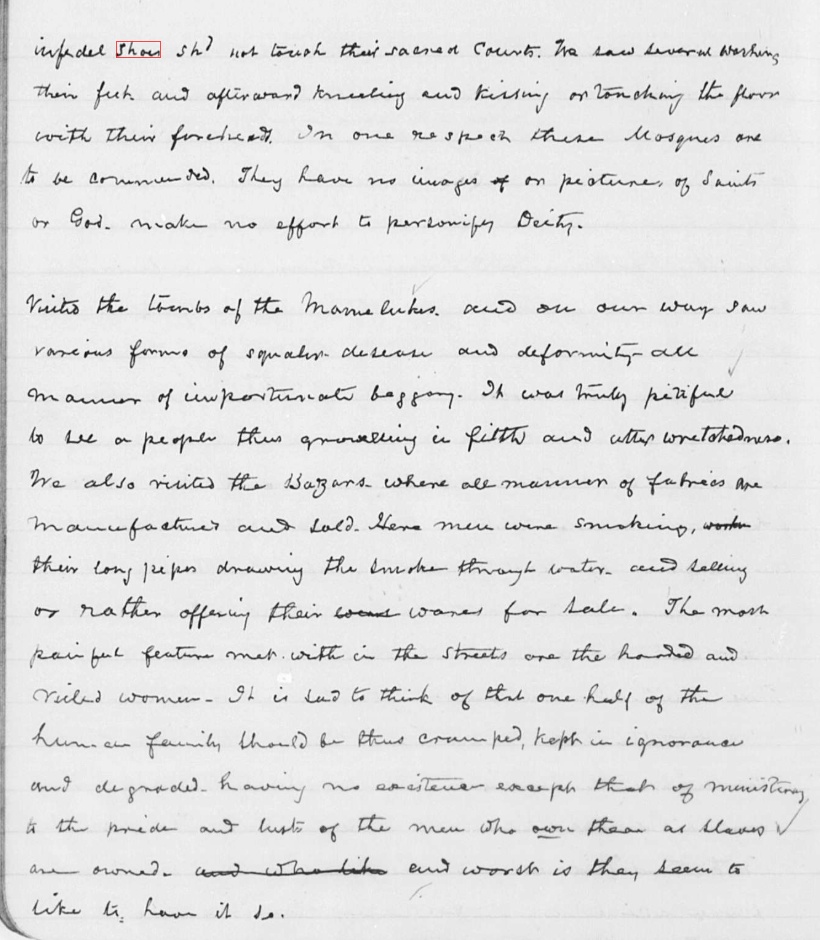 infidel shoes sh^d not touch their sacred Courts. We saw several washing
their feet and afterward kneeling and kissing or touching the floor
with their foreheads. In one respect these Mosques are
to be commended. They have no images of or pictures of Saints
or God. make no effort to personify Deity.
Visited the tombs of the Mamelukes. and on our way saw
various forms of squalor. desease and deformity - all
manner of importunate beggary. It was truly pitiful
to see a people thus grovelling in filth and utter wretchedness.
We also visited the Bazars. where all manner of fabrics are
manufactured and sold. Here men were smoking,
their long pipes drawing the smoke through water. and selling
or rather offering their wares for sale. The most
painful feature met. with in the streets are the hooded and
veiled women - It is sad to think of that one half of the
human family should be thus cramped, kept in ignorance
and degraded - having no existence except that of ministering
to the pride and lusts of the men who own them as slaves
are owned. and who like and worst is they seem to
like to have it so.